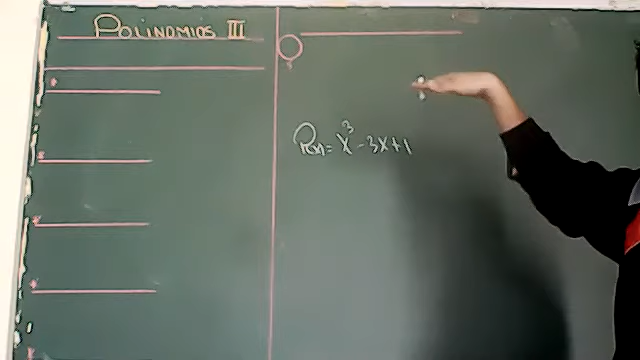 POLINOMIOS III
÷
P(x) = x³ - 3x + 1